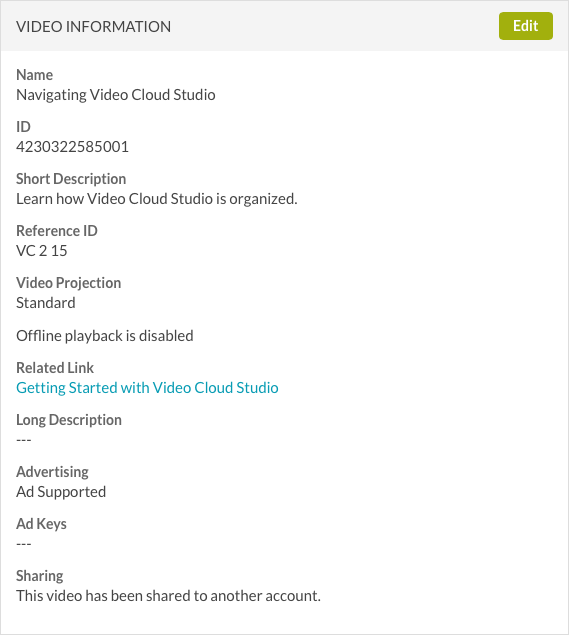 VIDEO INFORMATION
Edit
Name
Navigating Video Cloud Studio
ID
4230322585001
Short Description
Learn how Video Cloud Studio is organized.
Reference ID
VC 2 15
Video Projection
Standard
Offline playback is disabled
Related Link
Getting Started with Video Cloud Studio
Long Description
---
Advertising
Ad Supported
Ad Keys
---
Sharing
This video has been shared to another account.